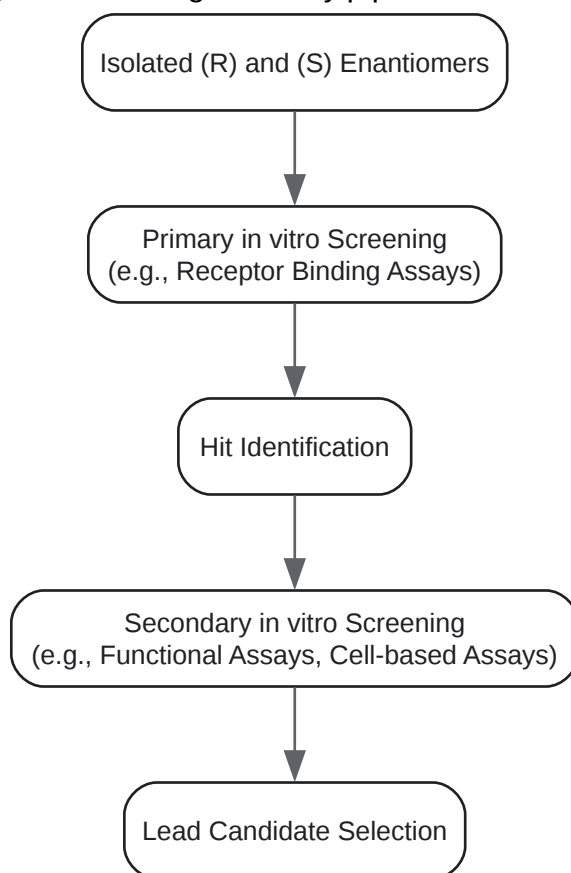 Isolated (R) and (S) Enantiomers
Primary in vitro Screening
(e.g., Receptor Binding Assays)
Hit Identification
Secondary in vitro Screening
(e.g., Functional Assays, Cell-based Assays)
Lead Candidate Selection